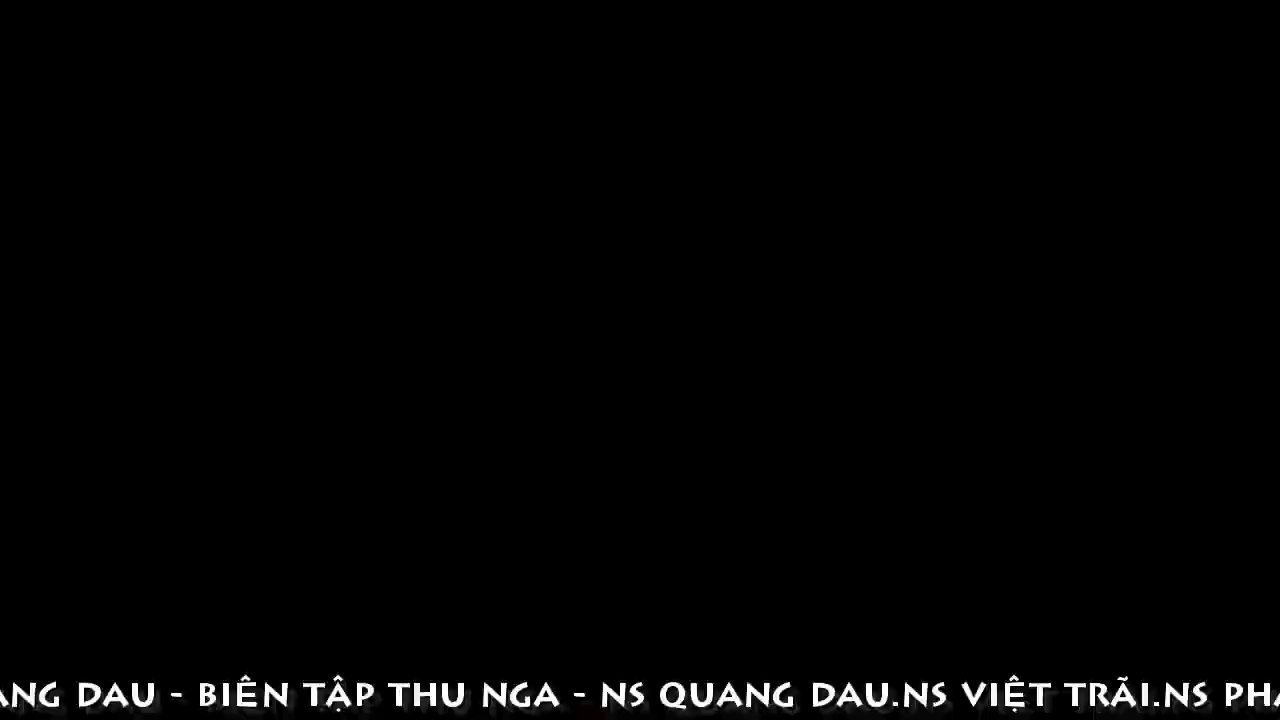 ANG DAU - BIÊN TẬP THU NGA - NS QUANG DAU.NS VIỆT TRÃI.NS PHA